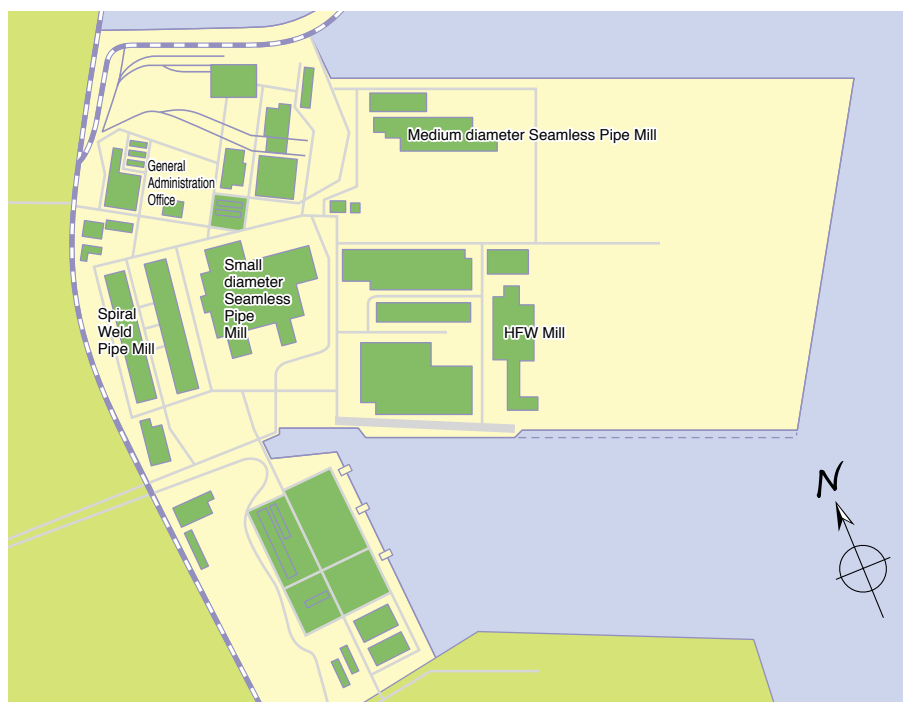 Medium diameter Seamless Pipe Mill
General
Administration
Office
Small
diameter
Seamless
Pipe
Mill
Spiral
Weld
Pipe Mill
HFW Mill
N